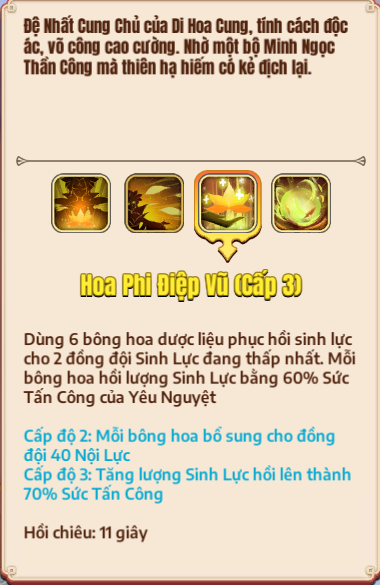 Đệ Nhất Cung Chủ của Di Hoa Cung, tính cách độc
ác, võ công cao cường. Nhờ một bộ Minh Ngọc
Thần Công mà thiên hạ hiếm có kẻ địch lại.
Hoa Phi Điệp Vũ (Cấp 3)
Dùng 6 bông hoa dược liệu phục hồi sinh lực
cho 2 đồng đội Sinh Lực đang thấp nhất. Mỗi
bông hoa hồi lượng Sinh Lực bằng 60% Sức
Tấn Công của Yêu Nguyệt
Cấp độ 2: Mỗi bông hoa bổ sung cho đồng
đội 40 Nội Lực
Cấp độ 3: Tăng lượng Sinh Lực hồi lên thành
70% Sức Tấn Công
Hồi chiêu: 11 giây